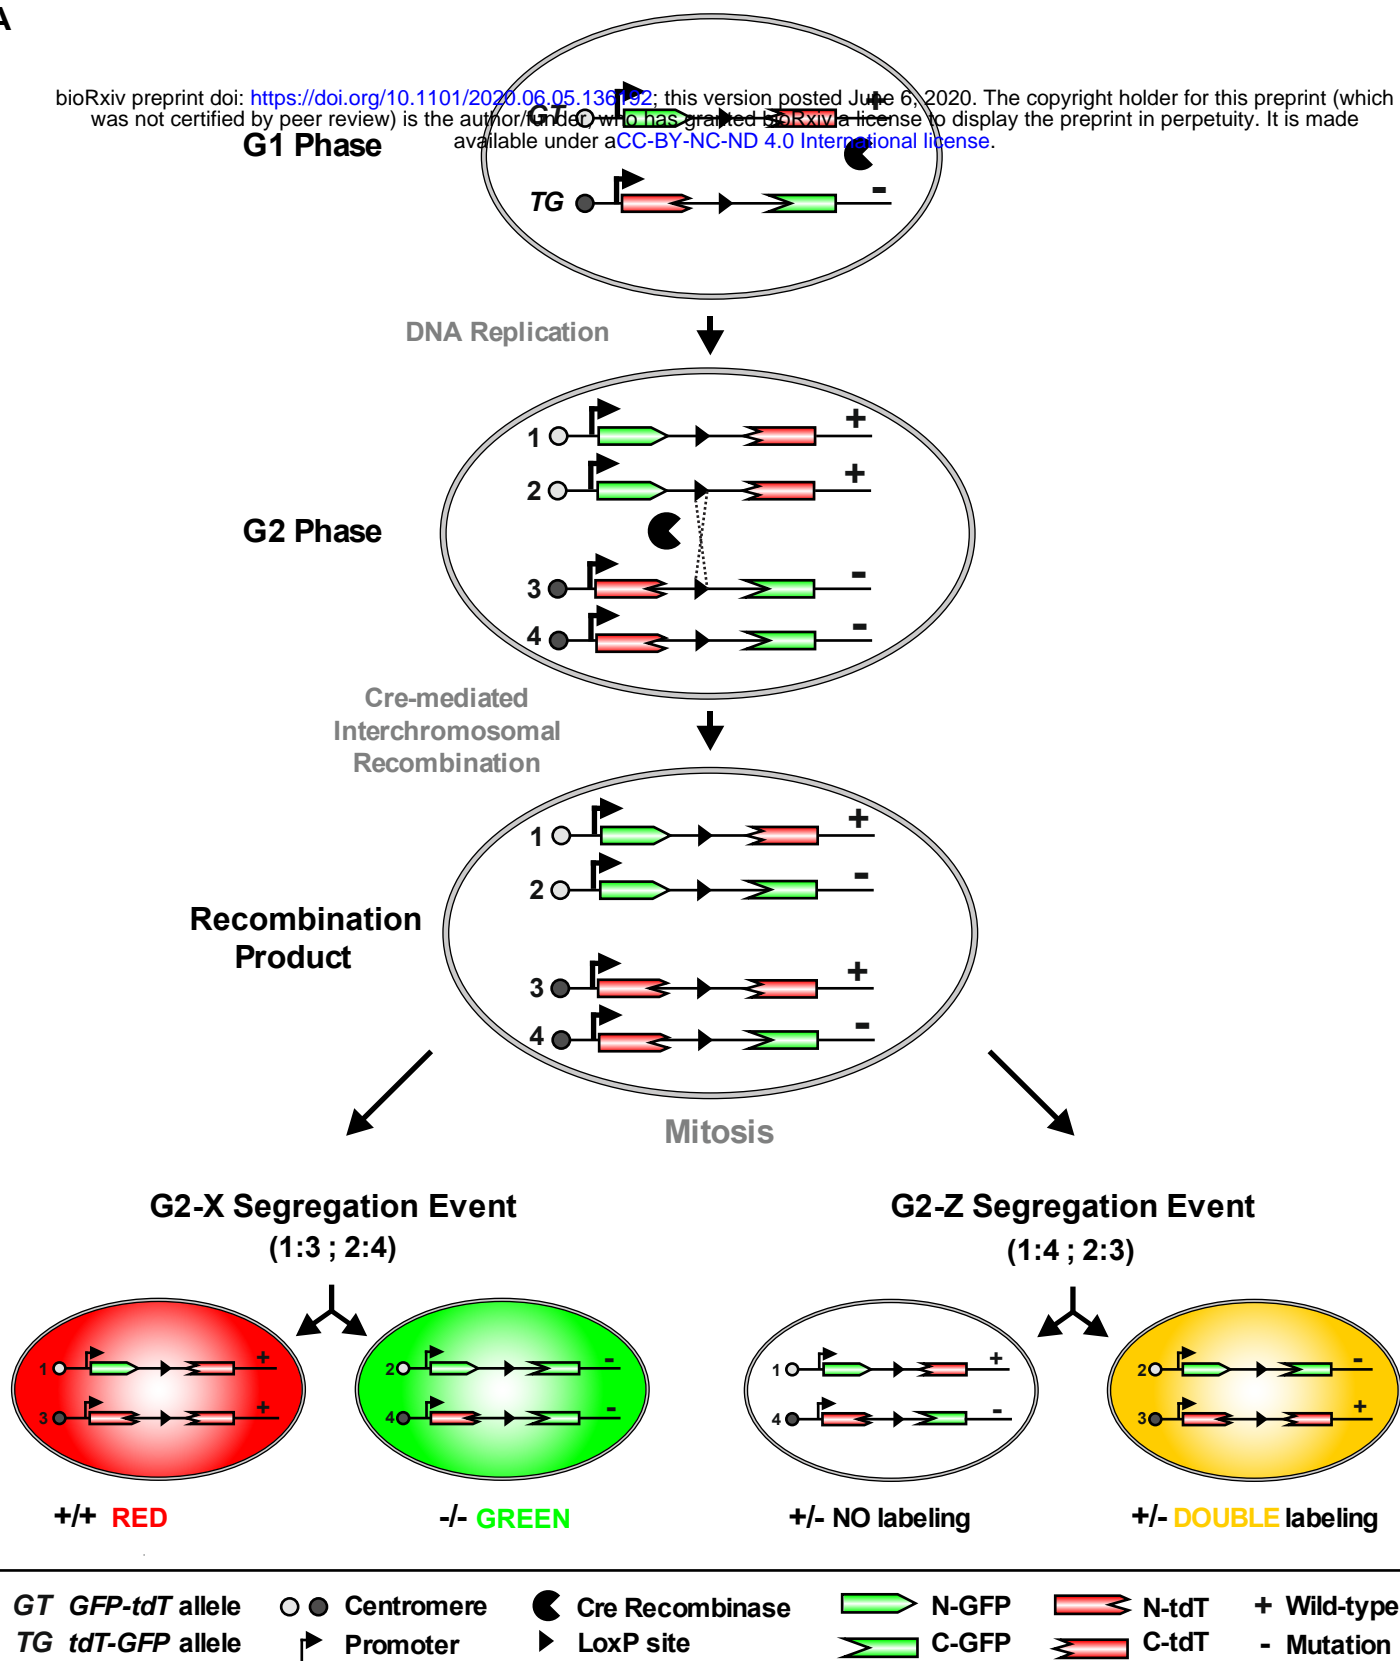 A
bioRxiv preprint doi: https://doi.org/10.1101/2020.06.05.136192; this version posted June 6, 2020. The copyright holder for this preprint (which
was not certified by peer review) is the author/funder, who has granted bioRxiv a license to display the preprint in perpetuity. It is made
available under aCC-BY-NC-ND 4.0 International license.
GT +
G1 Phase
TG -
DNA Replication
1 +
2 +
G2 Phase
3 -
4 -
Cre-mediated
Interchromosomal
Recombination
1 +
2 -
Recombination
Product
3 +
4 -
Mitosis
G2-X Segregation Event
(1:3 ; 2:4)
G2-Z Segregation Event
(1:4 ; 2:3)
1 + 2 - 1 + 2 -
3 + 4 - 4 - 3 +
+/+ RED
-/- GREEN
+/- NO labeling
+/- DOUBLE labeling
GT GFP-tdT allele Centromere Cre Recombinase N-GFP N-tdT + Wild-type
TG tdT-GFP allele Promoter LoxP site C-GFP C-tdT - Mutation